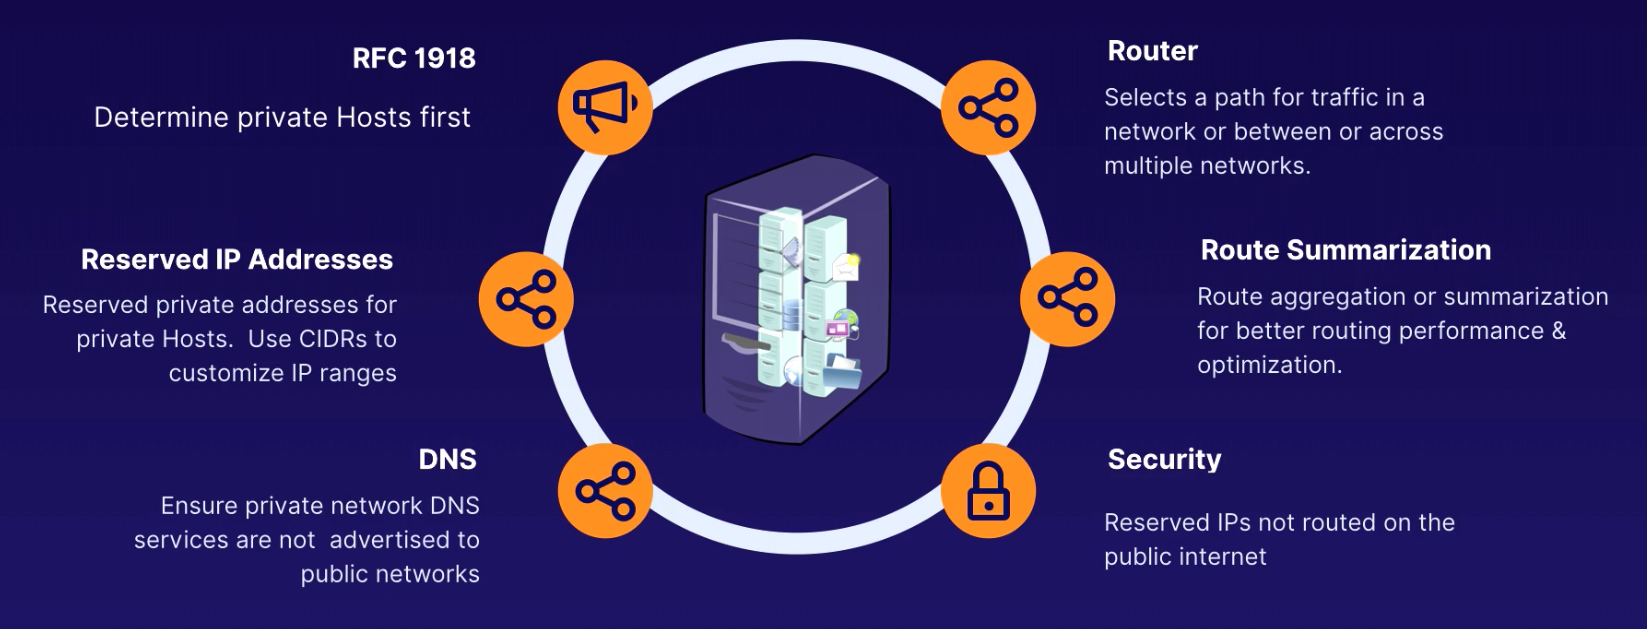 RFC 1918
Determine private Hosts first
Reserved IP Addresses
Reserved private addresses for
private Hosts.  Use CIDRs to
customize IP ranges
DNS
Ensure private network DNS
services are not  advertised to
public networks
Router
Selects a path for traffic in a
network or between or across
multiple networks.
Route Summarization
Route aggregation or summarization
for better routing performance &
optimization.
Security
Reserved IPs not routed on the
public internet